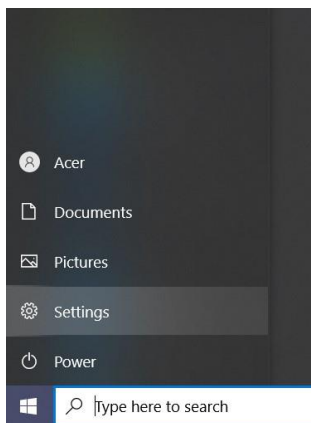 Acer
Documents
Pictures
Settings
Power
Type here to search